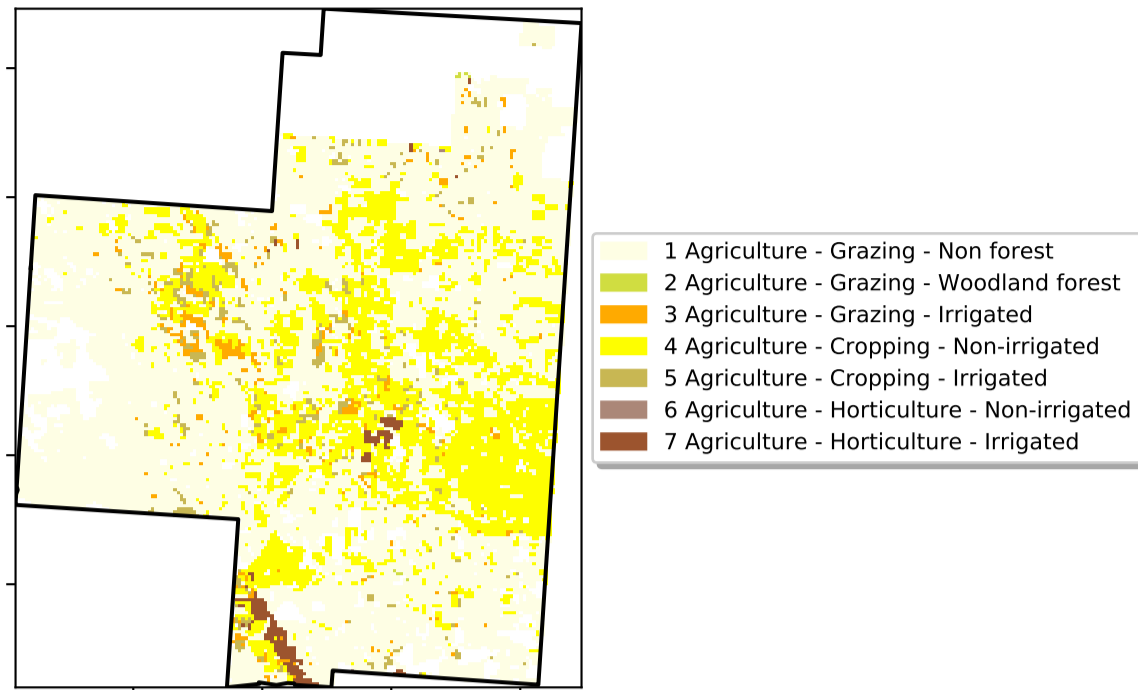 1 Agriculture - Grazing - Non forest
2 Agriculture - Grazing - Woodland forest
3 Agriculture - Grazing - Irrigated
4 Agriculture - Cropping - Non-irrigated
5 Agriculture - Cropping - Irrigated
6 Agriculture - Horticulture - Non-irrigated
7 Agriculture - Horticulture - Irrigated